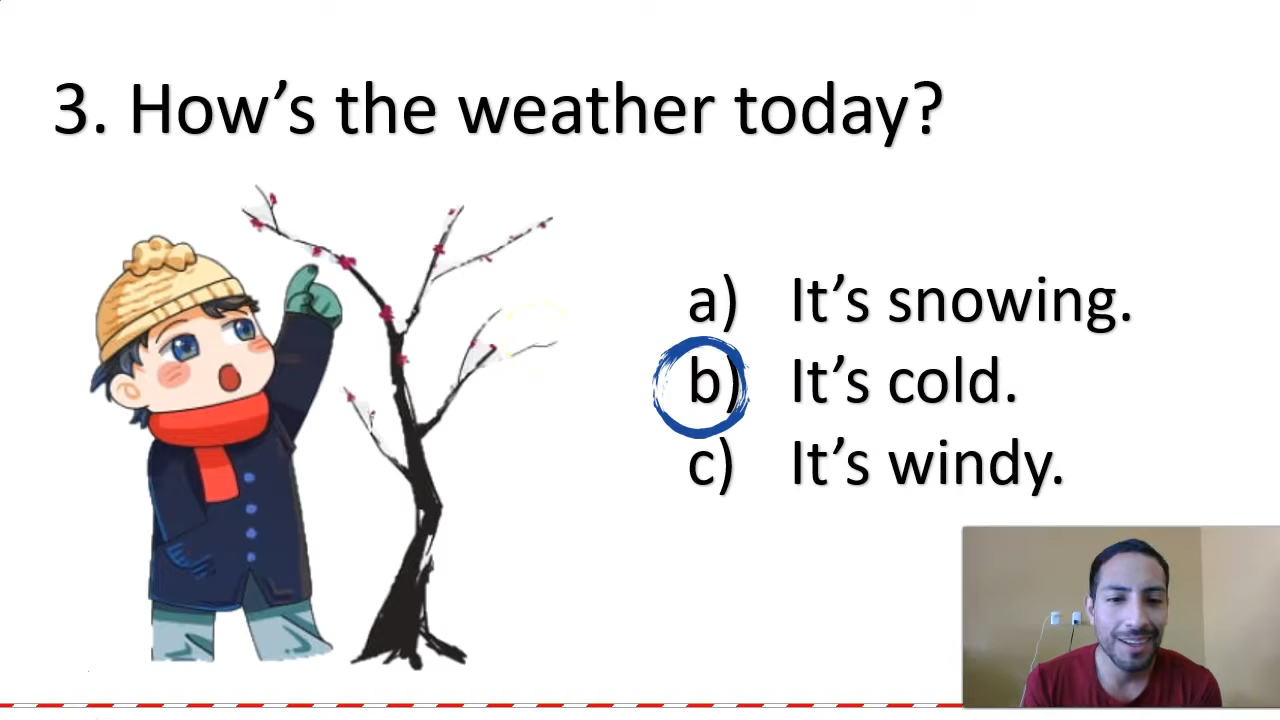 3. How’s the weather today?
a) It’s snowing.
b) It’s cold.
c) It’s windy.